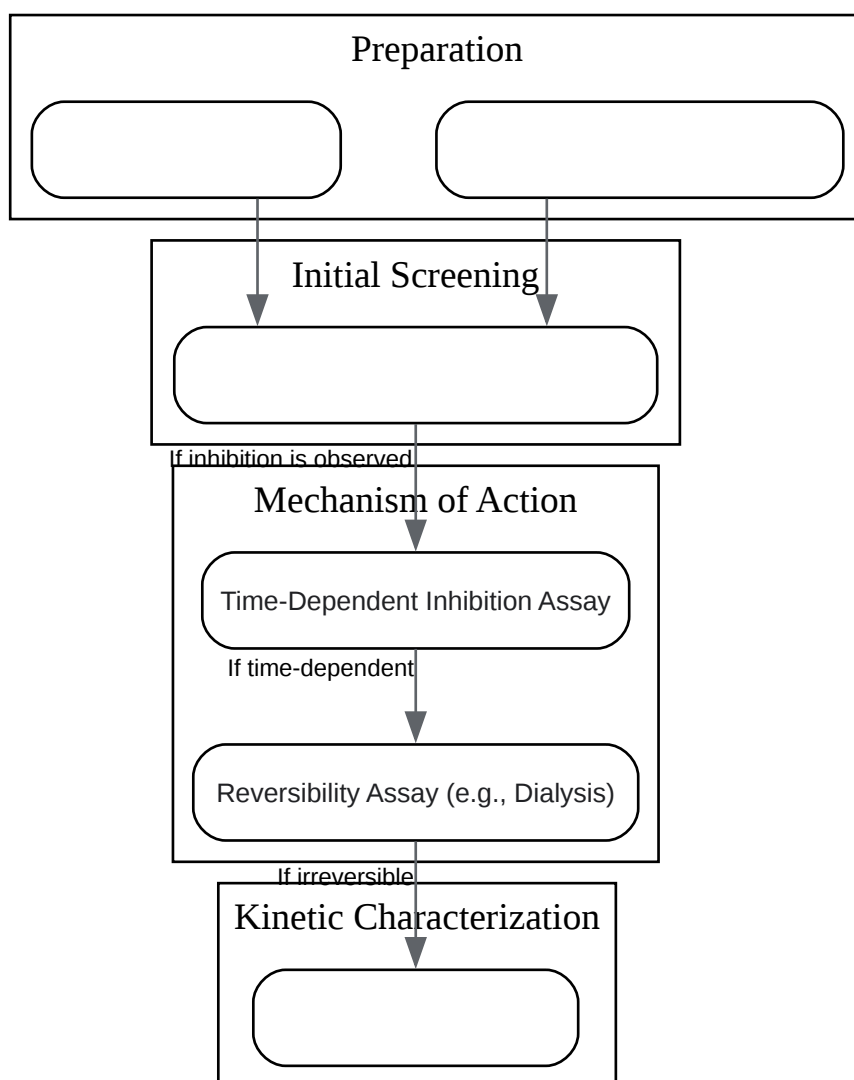 Preparation
Initial Screening
If inhibition is observed
Mechanism of Action
Time-Dependent Inhibition Assay
If time-dependent
Reversibility Assay (e.g., Dialysis)
If irreversible
Kinetic Characterization